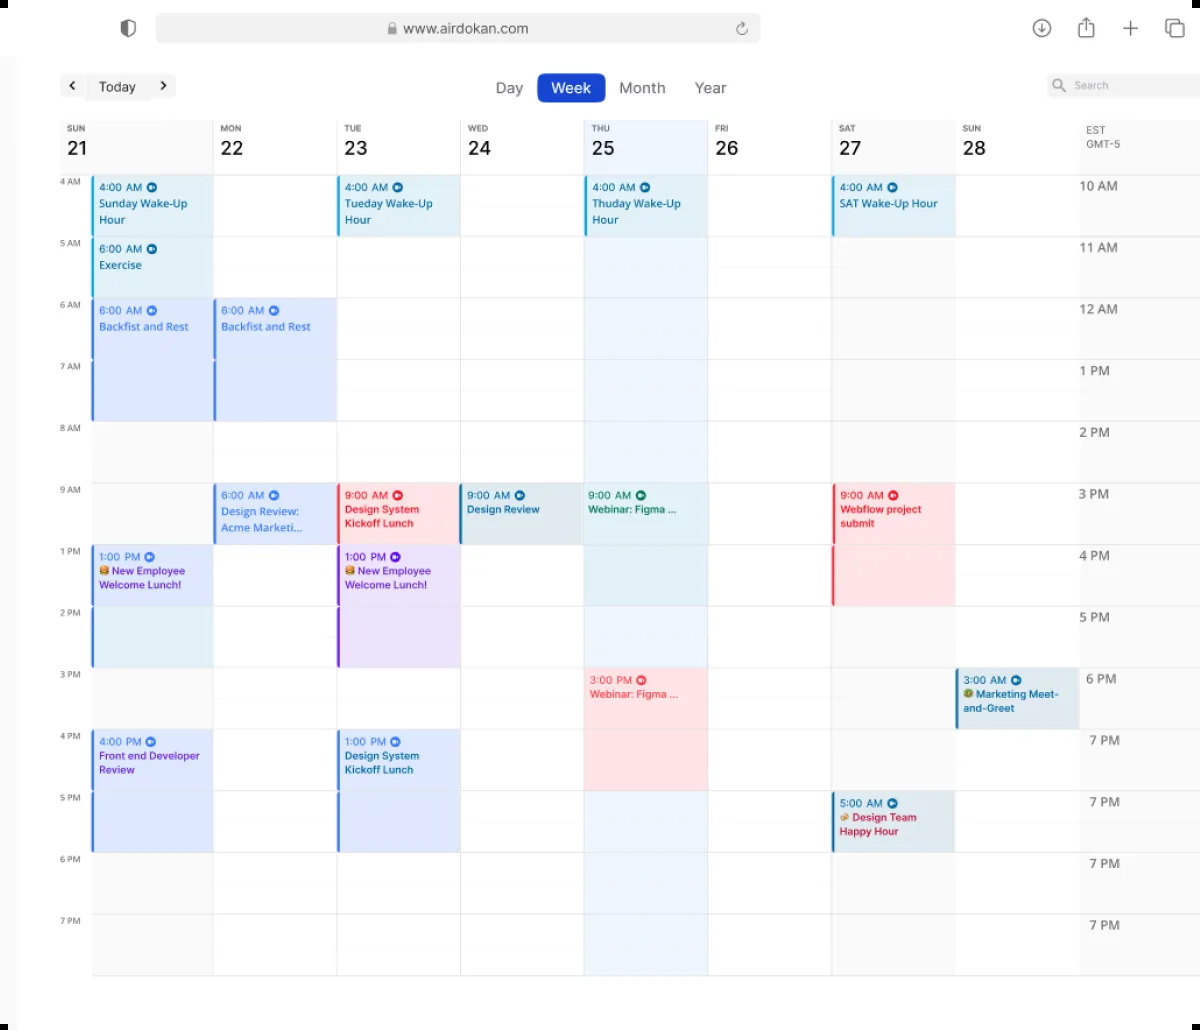 www.airdokan.com
Today
Day Week Month Year
Search
SUN MON TUE WED THU FRI SAT SUN EST
21 22 23 24 25 26 27 28 GMT-5
4 AM
4:00 AM
Sunday Wake-Up
Hour
4:00 AM
Tueday Wake-Up
Hour
4:00 AM
Thuday Wake-Up
Hour
4:00 AM
SAT Wake-Up Hour
10 AM
5 AM
6:00 AM
Exercise
11 AM
6 AM
6:00 AM
Backfist and Rest
6:00 AM
Backfist and Rest
12 AM
7 AM
1 PM
8 AM
2 PM
9 AM
6:00 AM
Design Review:
Acme Marketi...
9:00 AM
Design System
Kickoff Lunch
9:00 AM
Design Review
9:00 AM
Webinar: Figma ...
9:00 AM
Webflow project
submit
3 PM
1 PM
1:00 PM
New Employee
Welcome Lunch!
1:00 PM
New Employee
Welcome Lunch!
4 PM
2 PM
5 PM
3 PM
3:00 PM
Webinar: Figma ...
3:00 AM
Marketing Meet-
and-Greet
6 PM
4 PM
4:00 PM
Front end Developer
Review
1:00 PM
Design System
Kickoff Lunch
7 PM
5 PM
5:00 AM
Design Team
Happy Hour
7 PM
6 PM
7 PM
7 PM
7 PM